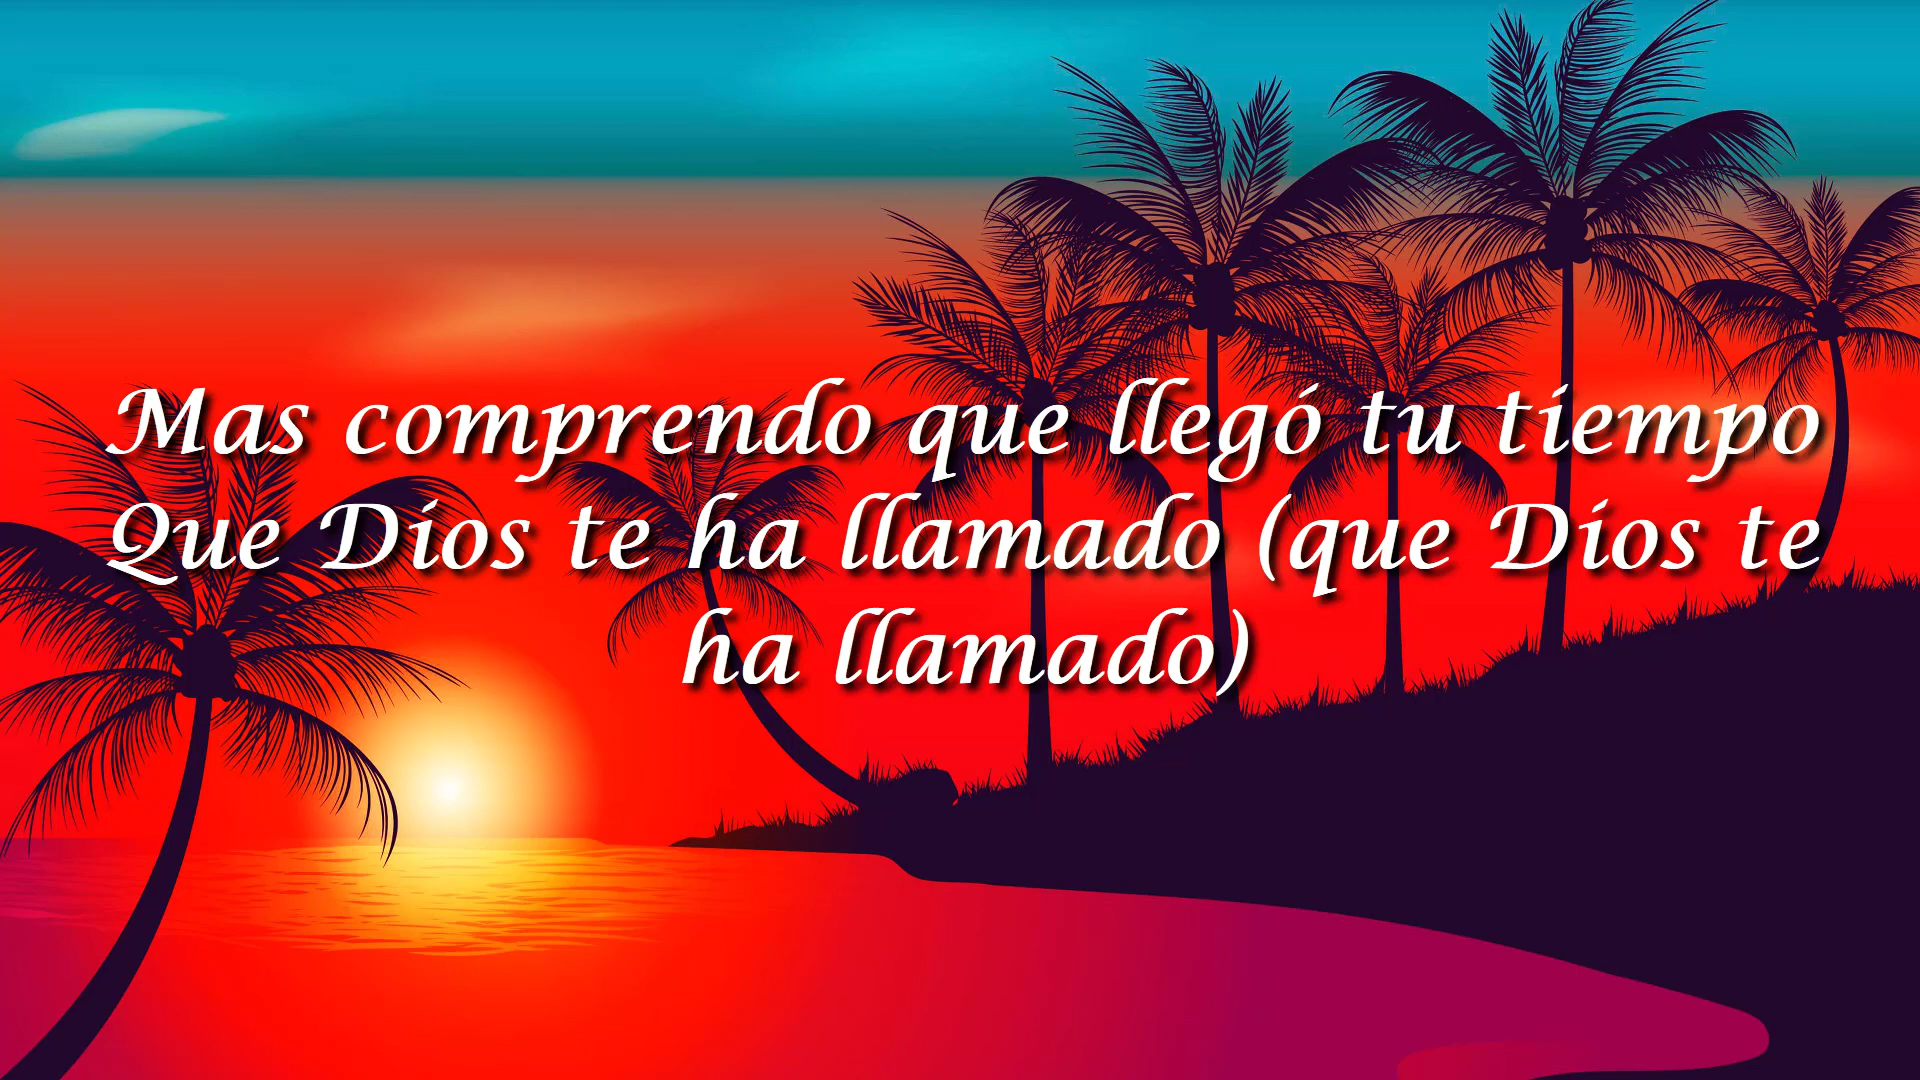 Mas comprendo que llegó tu tiempo
Que Dios te ha llamado (que Dios te
ha llamado)